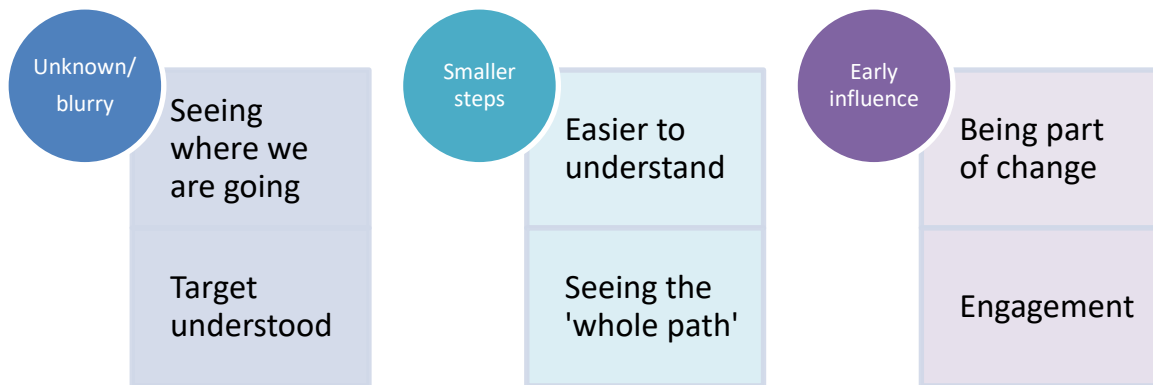 Unknown/
blurry
Seeing
where we
are going
Target
understood
Smaller
steps
Easier to
understand
Seeing the
'whole path'
Early
influence
Being part
of change
Engagement